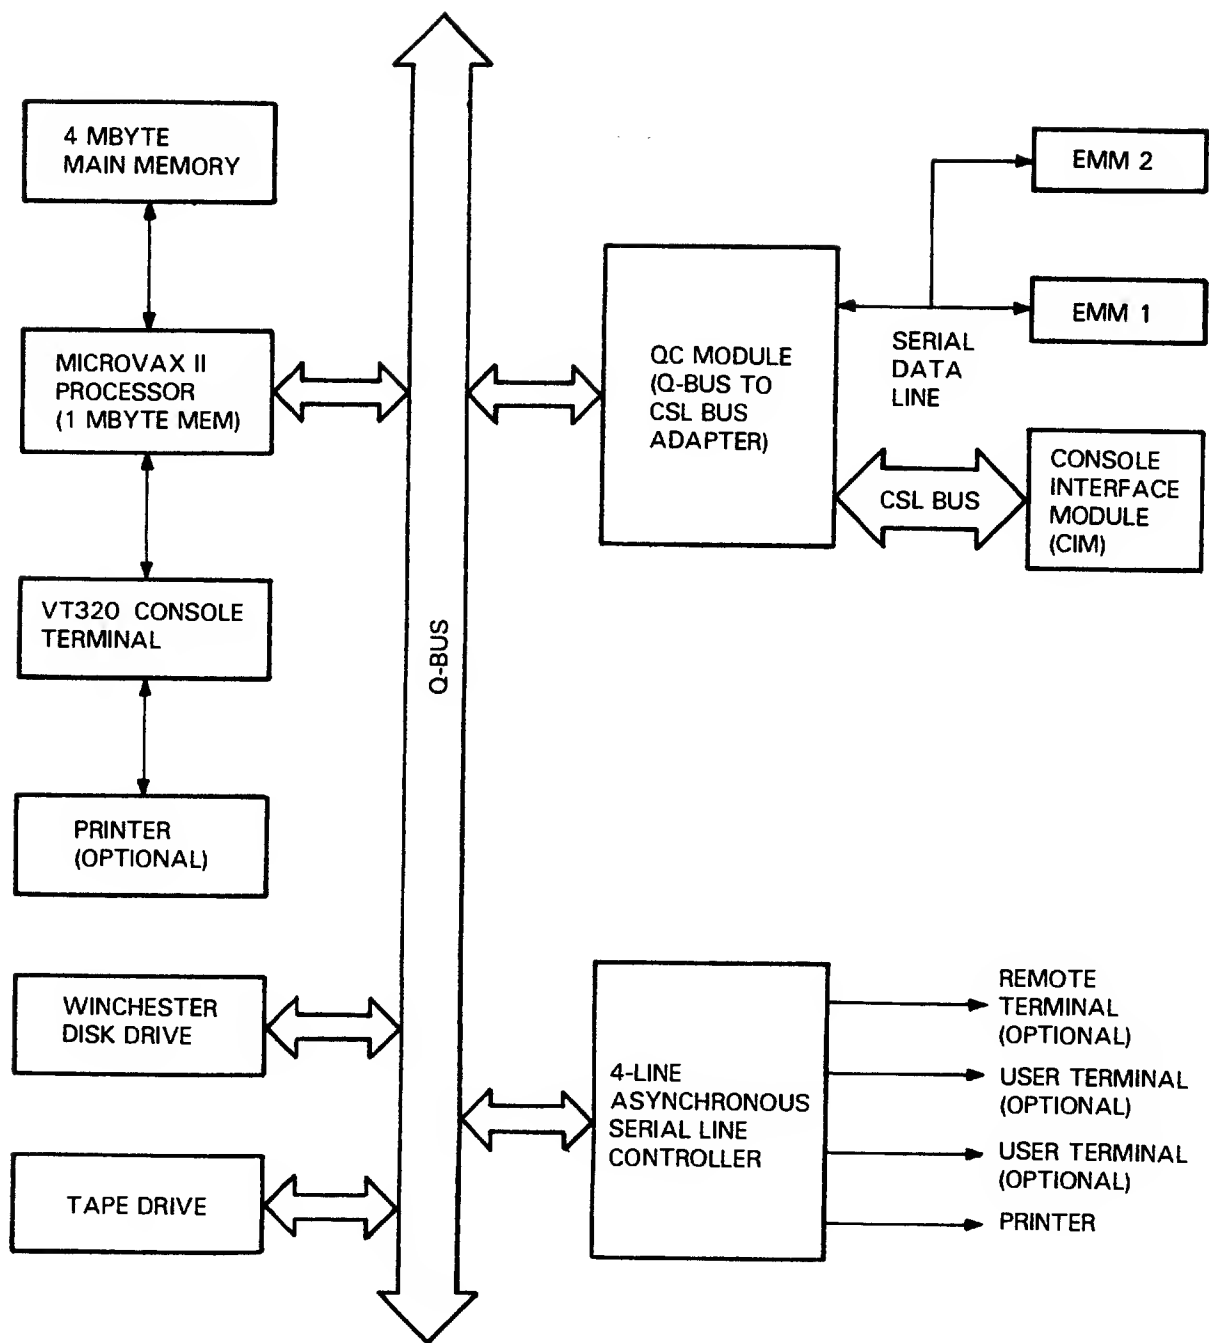 4 MBYTE
MAIN MEMORY
MICROVAX II
PROCESSOR
(1 MBYTE MEM)
VT320 CONSOLE
TERMINAL
PRINTER
(OPTIONAL)
WINCHESTER
DISK DRIVE
TAPE DRIVE
Q-BUS
EMM 2
EMM 1
QC MODULE
(Q-BUS TO
CSL BUS
ADAPTER)
SERIAL
DATA
LINE
CSL BUS
CONSOLE
INTERFACE
MODULE
(CIM)
4-LINE
ASYNCHRONOUS
SERIAL LINE
CONTROLLER
REMOTE
TERMINAL
(OPTIONAL)
USER TERMINAL
(OPTIONAL)
USER TERMINAL
(OPTIONAL)
PRINTER